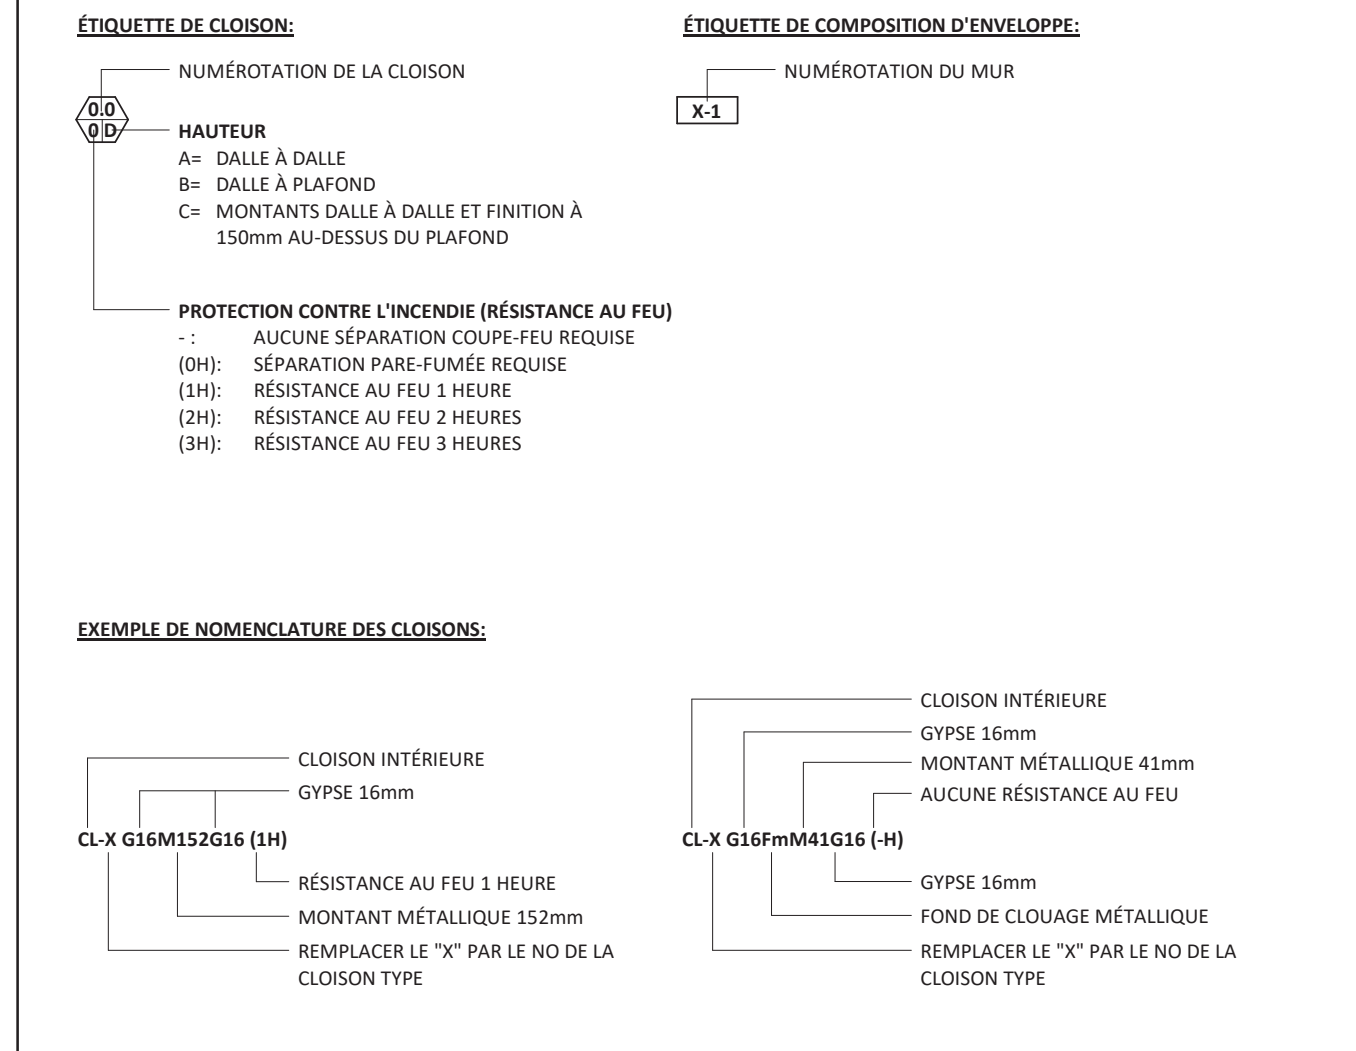 ÉTIQUETTE DE CLOISON:
NUMÉROTATION DE LA CLOISON
0.0
0 D
HAUTEUR
A= DALLE À DALLE
B= DALLE À PLAFOND
C= MONTANTS DALLE À DALLE ET FINITION À
150mm AU-DESSUS DU PLAFOND
PROTECTION CONTRE L'INCENDIE (RÉSISTANCE AU FEU)
- : AUCUNE SÉPARATION COUPE-FEU REQUISE
(0H): SÉPARATION PARE-FUMÉE REQUISE
(1H): RÉSISTANCE AU FEU 1 HEURE
(2H): RÉSISTANCE AU FEU 2 HEURES
(3H): RÉSISTANCE AU FEU 3 HEURES
ÉTIQUETTE DE COMPOSITION D'ENVELOPPE:
NUMÉROTATION DU MUR
X-1
EXEMPLE DE NOMENCLATURE DES CLOISONS:
CLOISON INTÉRIEURE
GYPSE 16mm
CL-X G16M152G16 (1H)
RÉSISTANCE AU FEU 1 HEURE
MONTANT MÉTALLIQUE 152mm
REMPLACER LE "X" PAR LE NO DE LA
CLOISON TYPE
CLOISON INTÉRIEURE
GYPSE 16mm
MONTANT MÉTALLIQUE 41mm
AUCUNE RÉSISTANCE AU FEU
CL-X G16FmM41G16 (-H)
GYPSE 16mm
FOND DE CLOUAGE MÉTALLIQUE
REMPLACER LE "X" PAR LE NO DE LA
CLOISON TYPE